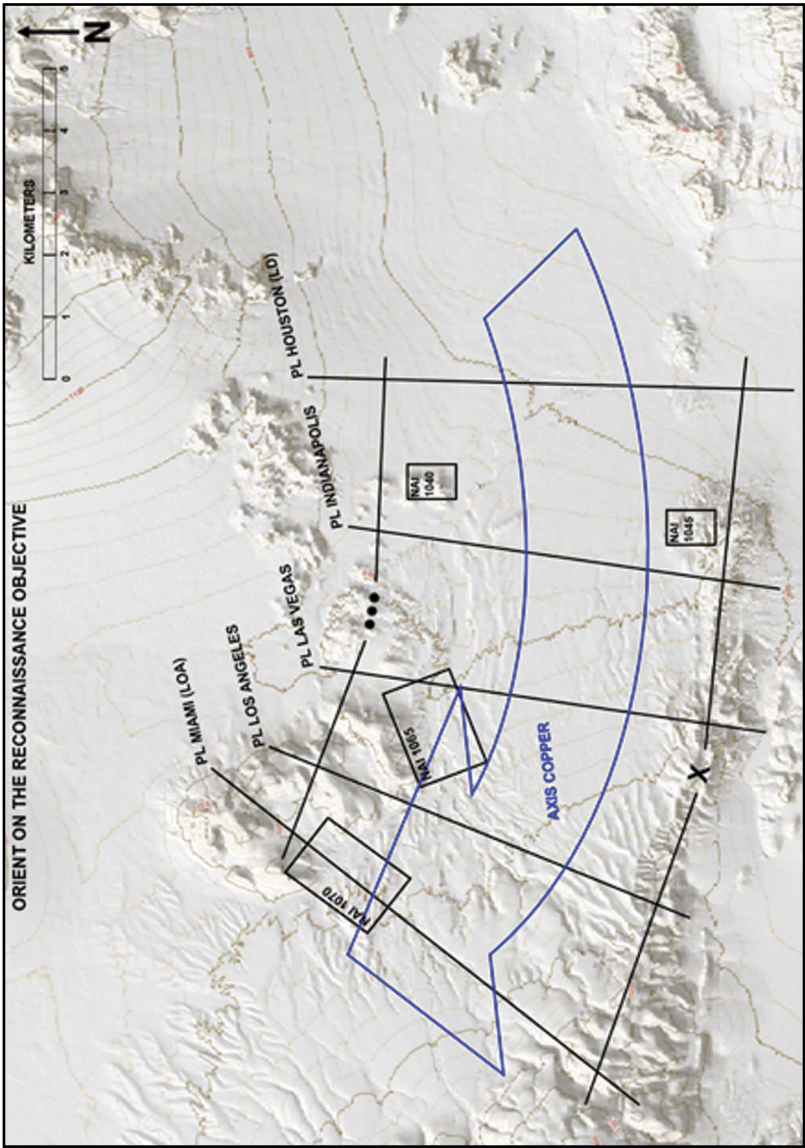 ORIENT ON THE RECONNAISSANCE OBJECTIVE
N
KILOMETERS
0 1 2 3 4 5
PL MIAMI (LOA)
PL LOS ANGELES
PL LAS VEGAS
PL INDIANAPOLIS
PL HOUSTON (LD)
NAI 1070
NAI 1065
NAI
1040
NAI
1045
AXIS COPPER
X
1100